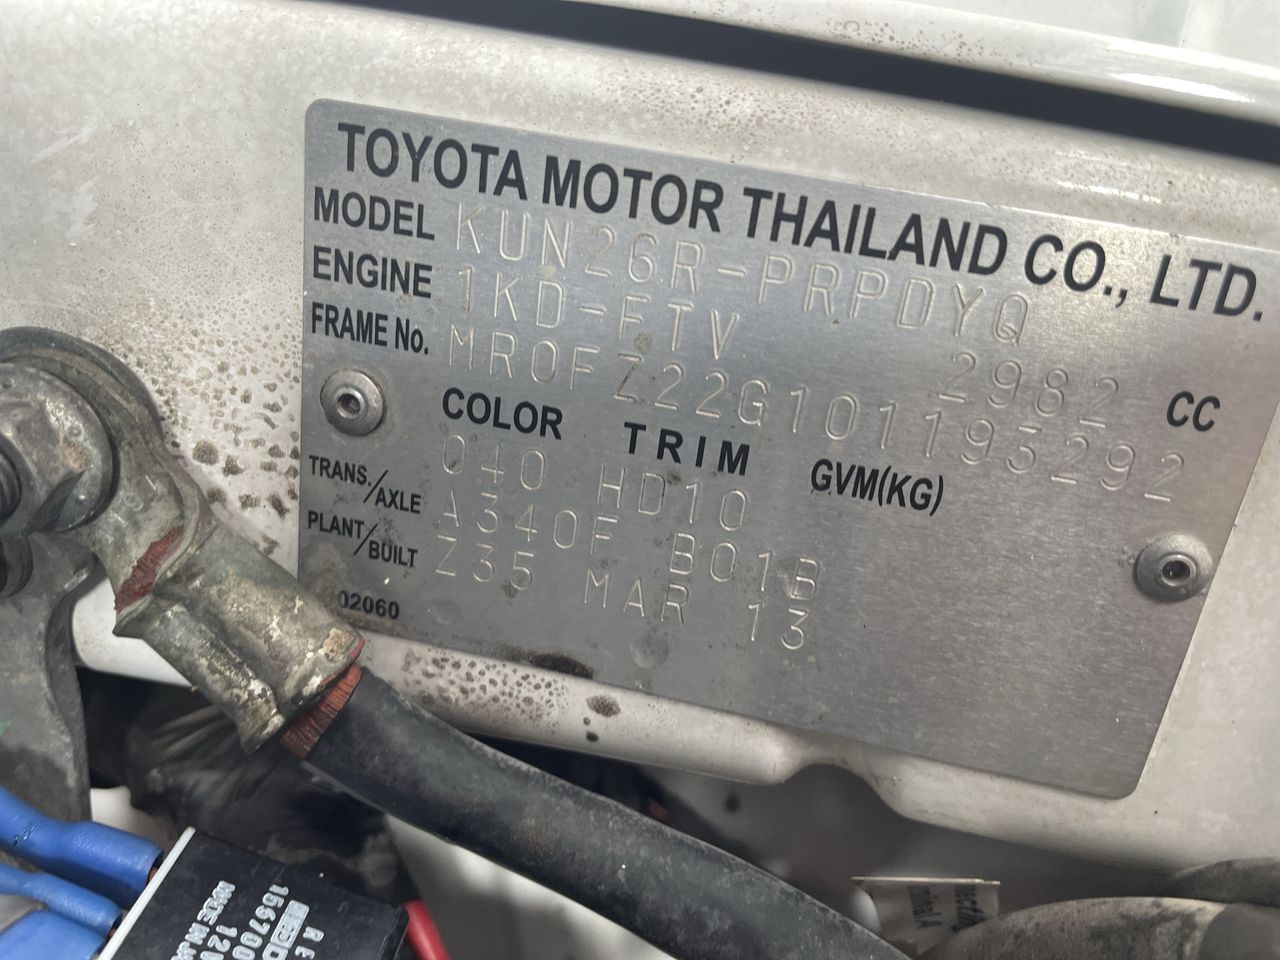 TOYOTA MOTOR THAILAND CO., LTD.
MODEL KUN26R-PRPDYQ
ENGINE 1KD-FTV 2982 CC
FRAME No. MR0FZ22G101193292
COLOR TRIM GVM(KG)
040 HD10
TRANS./AXLE A340F B01B
PLANT/BUILT Z35 MAR 13
02060
156700